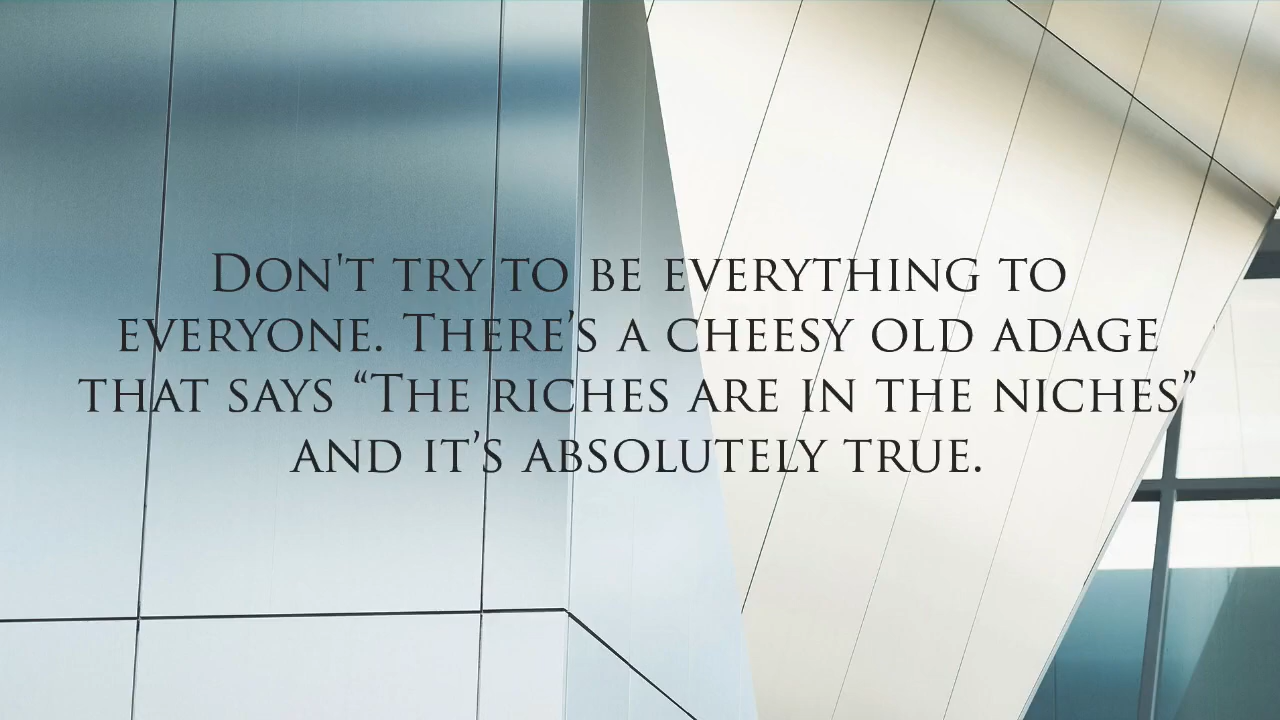 Don't try to be everything to
everyone. There’s a cheesy old adage
that says “The riches are in the niches”
and it’s absolutely true.